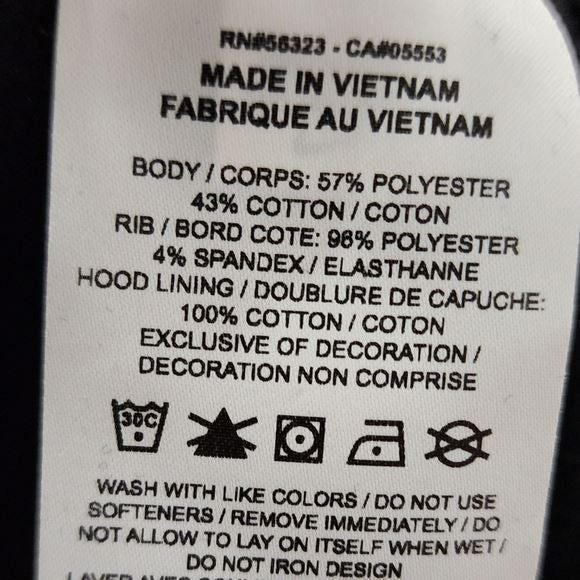 RN#56323 - CA#05553
MADE IN VIETNAM
FABRIQUE AU VIETNAM
BODY / CORPS: 57% POLYESTER
43% COTTON / COTON
RIB / BORD COTE: 96% POLYESTER
4% SPANDEX / ELASTHANNE
HOOD LINING / DOUBLURE DE CAPUCHE:
100% COTTON / COTON
EXCLUSIVE OF DECORATION /
DECORATION NON COMPRISE
30C
WASH WITH LIKE COLORS / DO NOT USE
SOFTENERS / REMOVE IMMEDIATELY / DO
NOT ALLOW TO LAY ON ITSELF WHEN WET /
DO NOT IRON DESIGN
LAVER AVEC